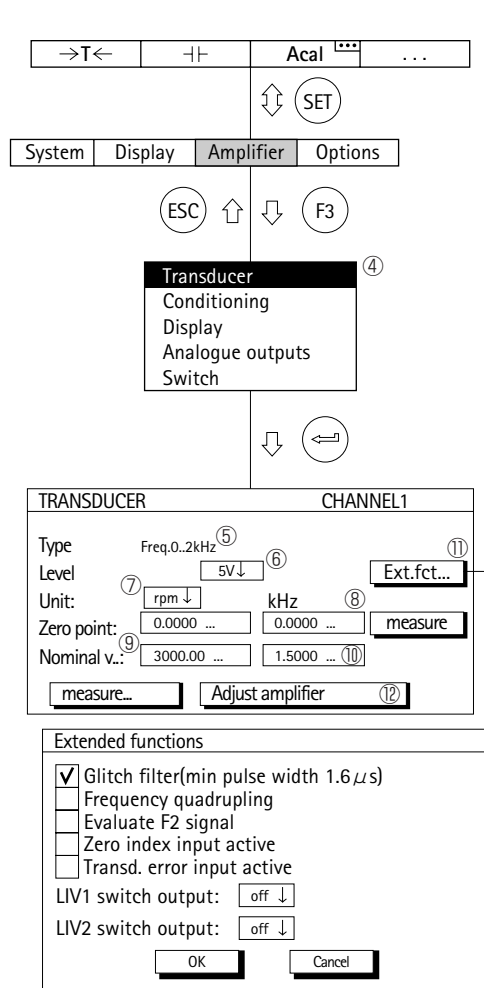 →T← ⊣⊢ Acal ...
SET
System Display Amplifier Options
ESC F3
Transducer ④
Conditioning
Display
Analogue outputs
Switch
TRANSDUCER CHANNEL1
Type Freq.0..2kHz ⑤
Level 5V↓ ⑥ Ext.fct... ⑪
Unit: ⑦ rpm ↓ kHz ⑧
Zero point: 0.0000 ... 0.0000 ... measure
Nominal v..: ⑨ 3000.00 ... 1.5000 ... ⑩
measure... Adjust amplifier ⑫
Extended functions
✓ Glitch filter(min pulse width 1.6 μs)
Frequency quadrupling
Evaluate F2 signal
Zero index input active
Transd. error input active
LIV1 switch output: off ↓
LIV2 switch output: off ↓
OK Cancel